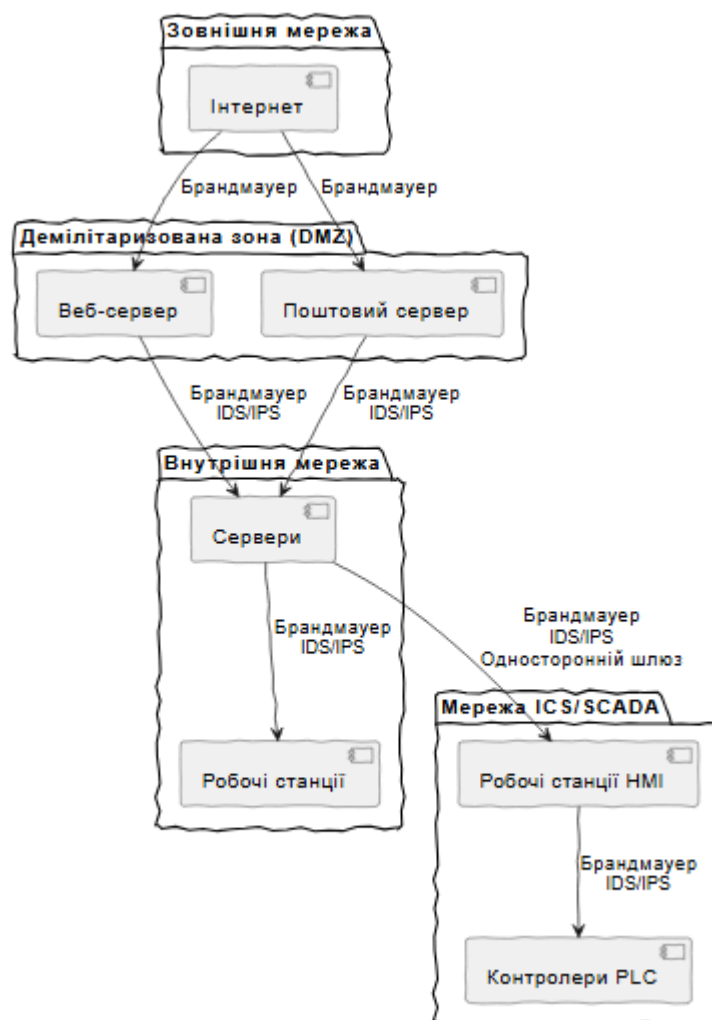 Зовнішня мережа
Інтернет
Брандмауер
Брандмауер
Демілітаризована зона (DMZ)
Веб-сервер
Поштовий сервер
Брандмауер
IDS/IPS
Брандмауер
IDS/IPS
Внутрішня мережа
Сервери
Брандмауер
IDS/IPS
Брандмауер
IDS/IPS
Односторонній шлюз
Мережа ICS/SCADA
Робочі станції
Робочі станції HMI
Брандмауер
IDS/IPS
Контролери PLC